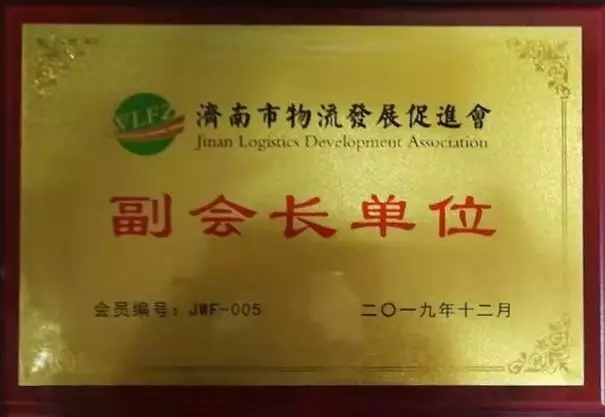 WLFZ
濟南市物流發展促進會
Jinan Logistics Development Association
副会长单位
会员编号：JWF-005
二〇一九年十二月